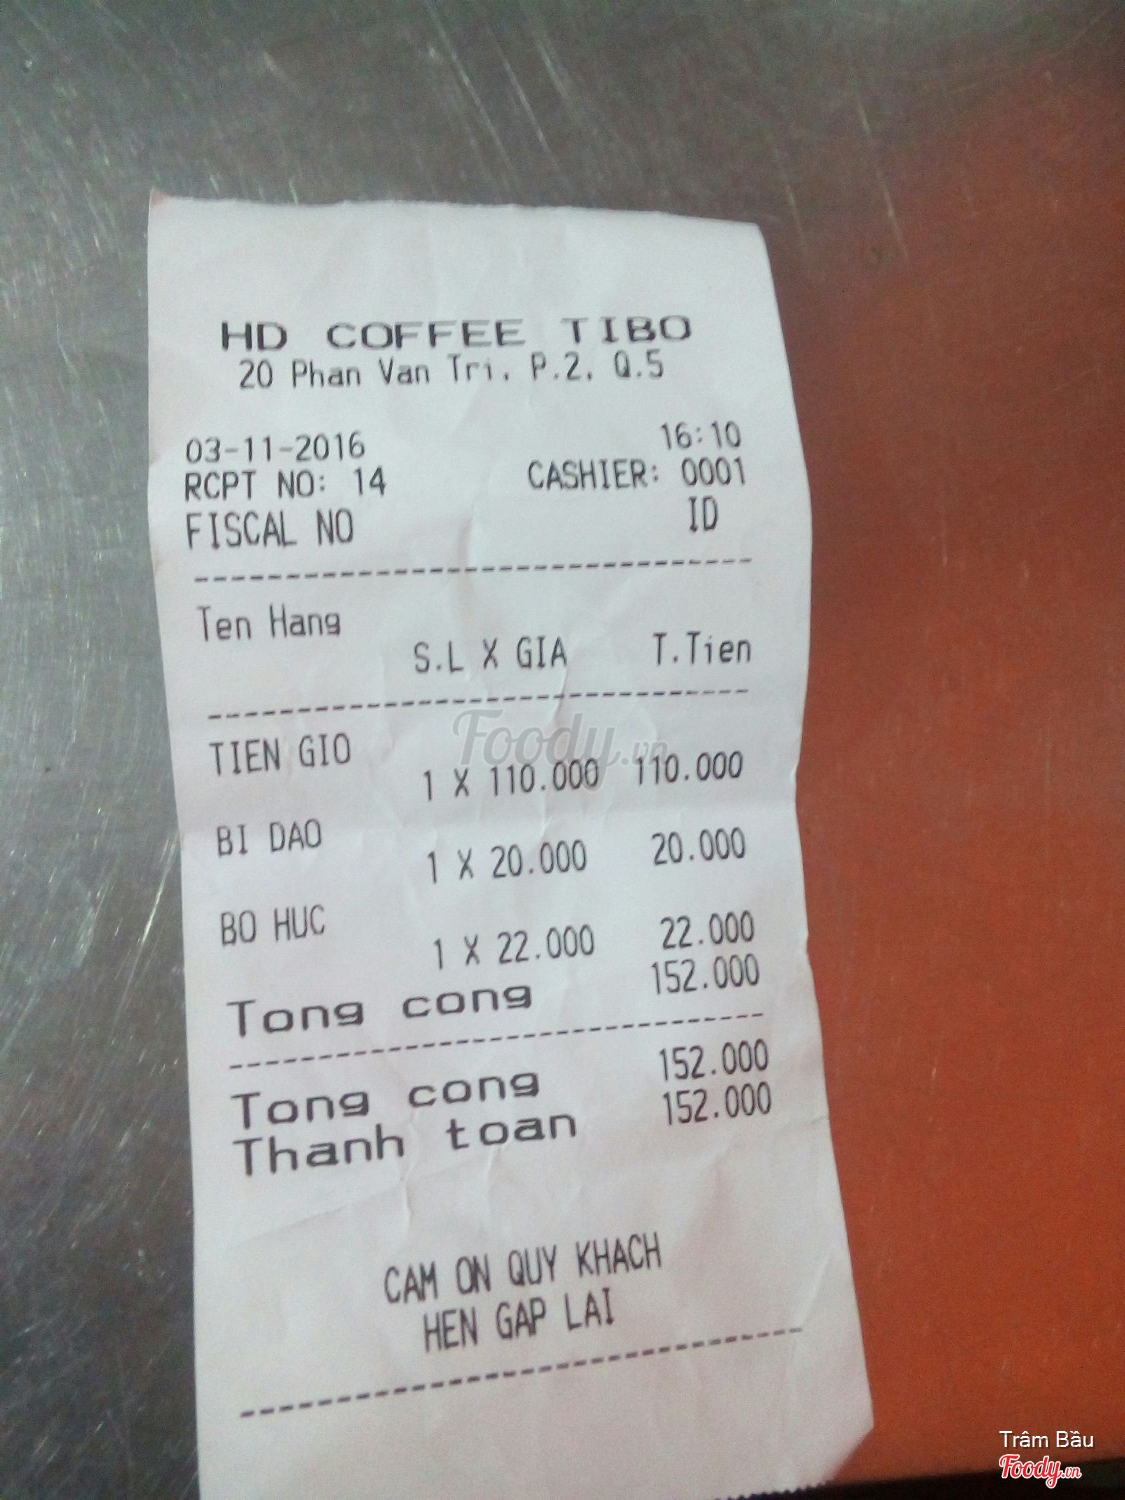 HD COFFEE TIBO
20 Phan Van Tri. P.2. Q.5
03-11-2016 16:10
RCPT NO: 14 CASHIER: 0001
FISCAL NO ID
Ten Hang
S.L X GIA T.Tien
TIEN GIO
1 X 110.000 110.000
BI DAO
1 X 20.000 20.000
BO HUC
1 X 22.000 22.000
Tong cong 152.000
Tong cong 152.000
Thanh toan 152.000
CAM ON QUY KHACH
HEN GAP LAI
Foody.vn
Trâm Bầu
Foody.vn